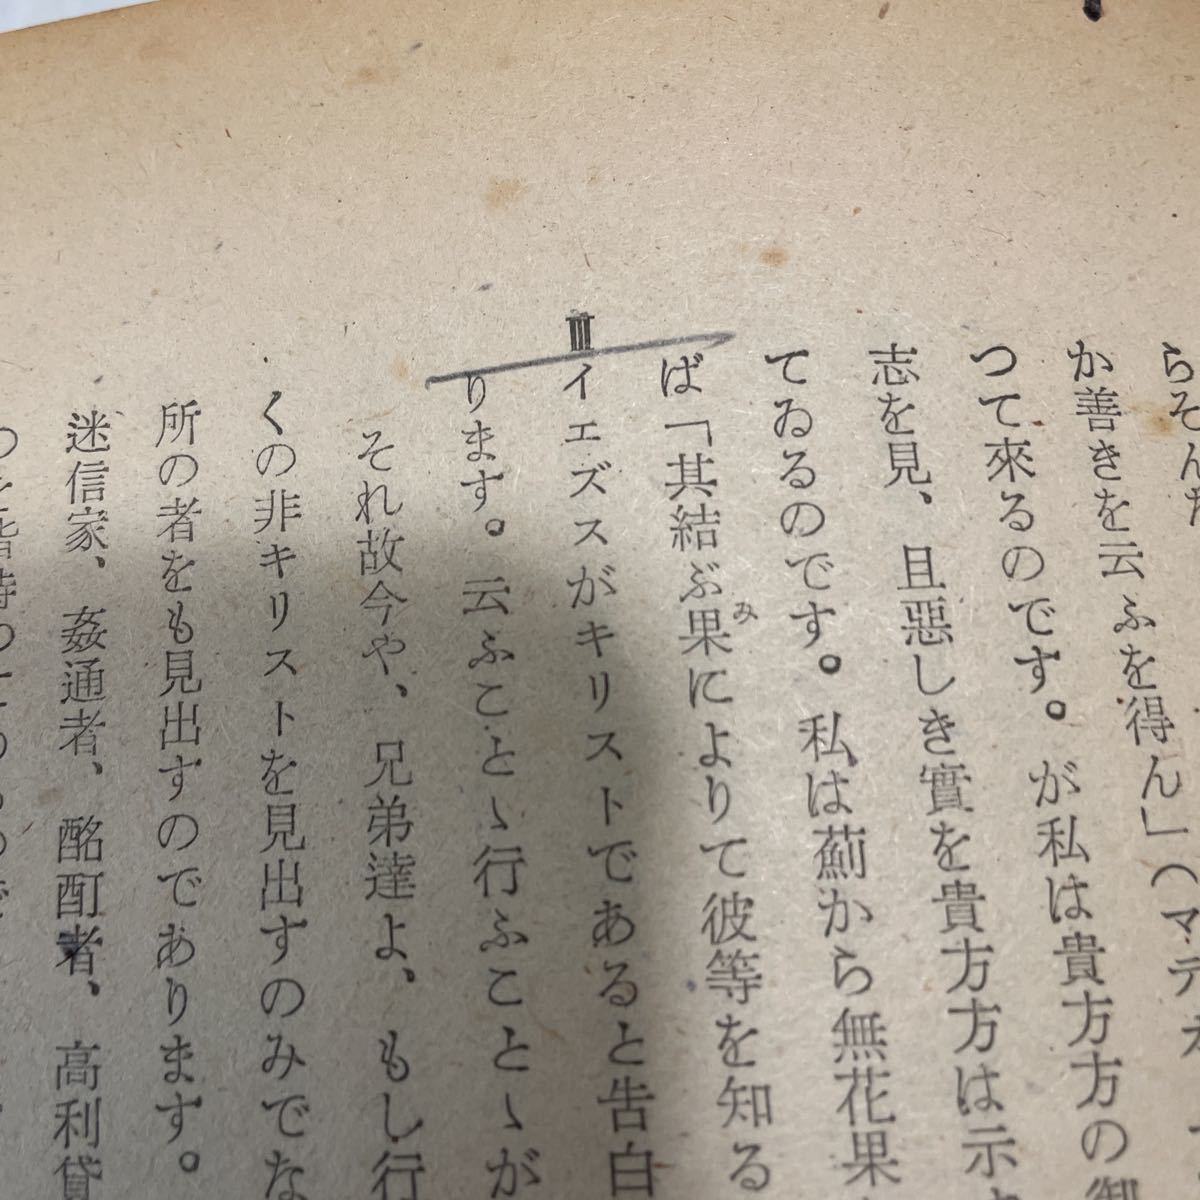 らそんな
か善きを云ふを得ん」(マテオ
つて來るのです。が私は貴方方の御
志を見、且惡しき實を貴方方は示
てゐるのです。私は薊から無花果
ば「其結ぶ果によりて彼等を知る
み
Ⅲ
イエズスがキリストであると告白
ります。云ふことゝ行ふことゝが
それ故今や、兄弟達よ、もし行
くの非キリストを見出すのみでな
所の者をも見出すのであります。
迷信家、姦通者、酩酊者、高利貸